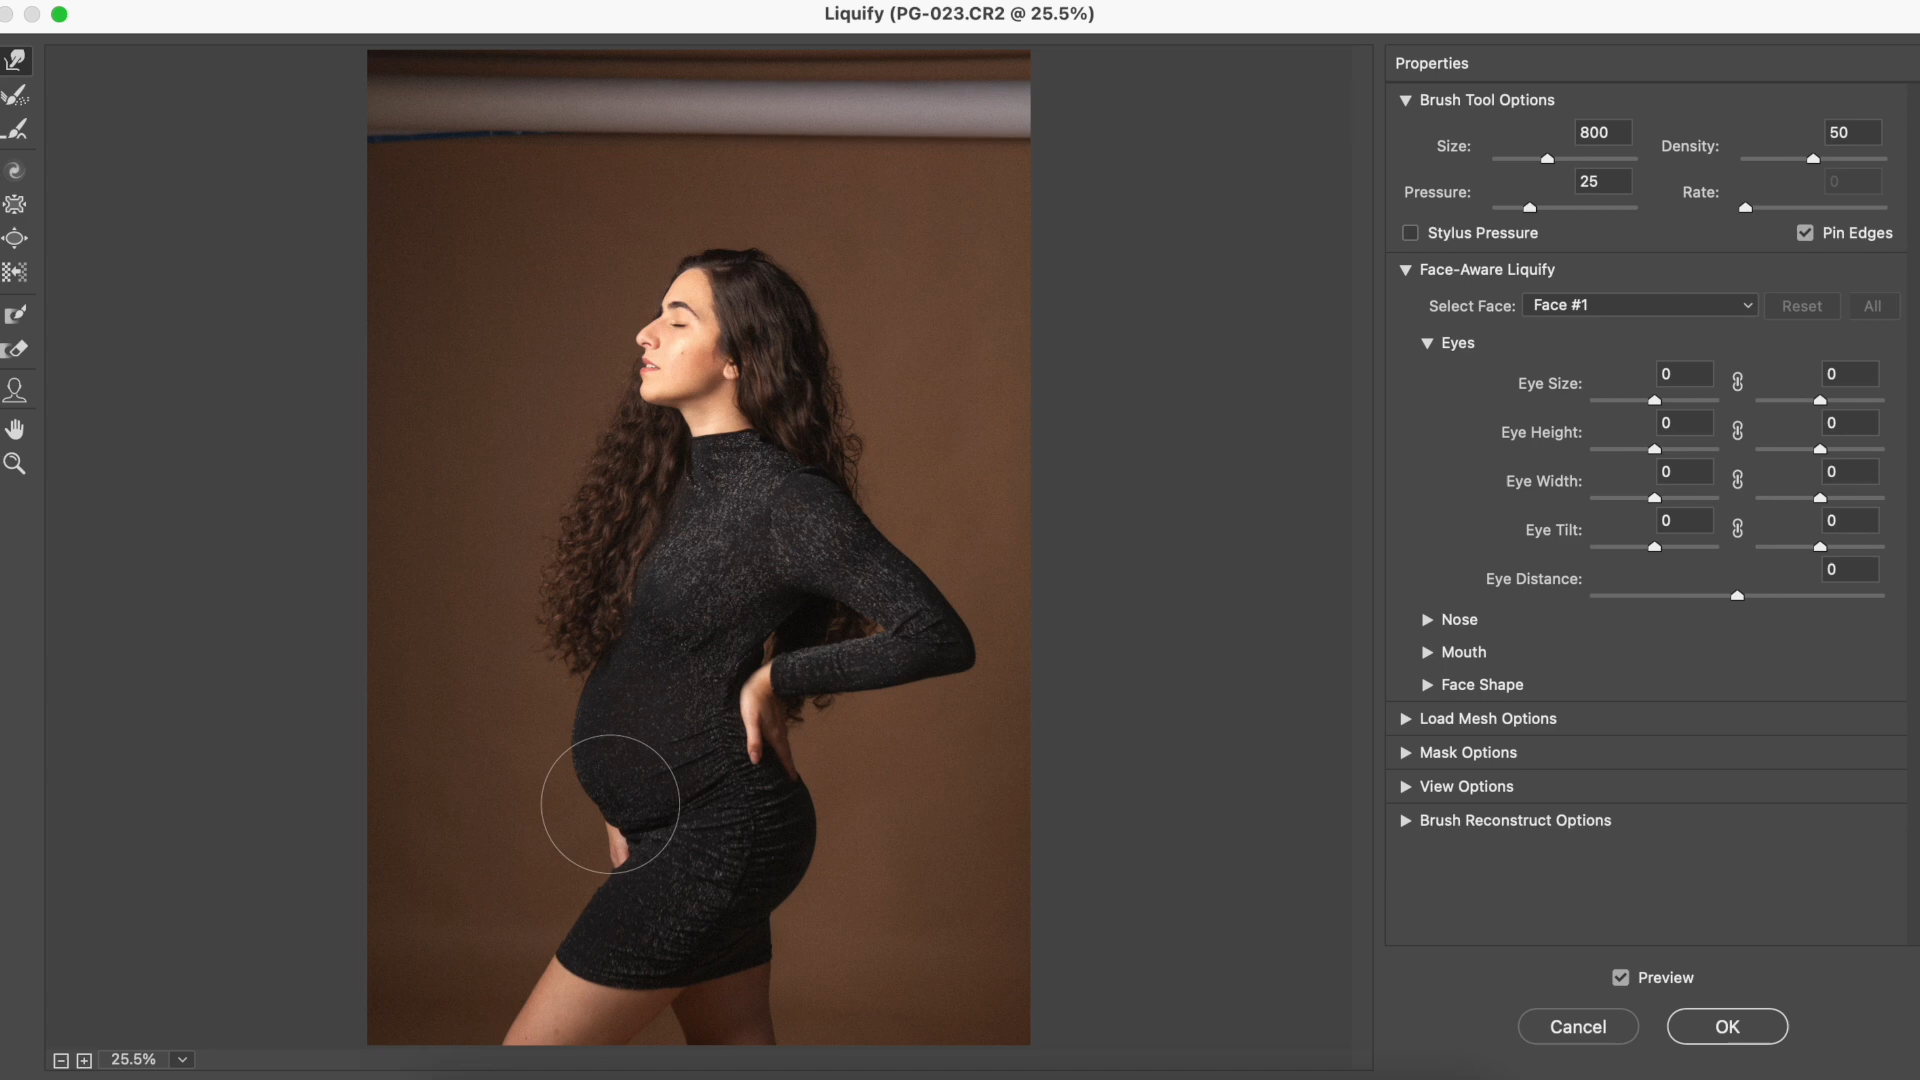 Liquify (PG-023.CR2 @ 25.5%)
Properties
Brush Tool Options
Size: 800 Density: 50
Pressure: 25 Rate: 0
Stylus Pressure Pin Edges
Face-Aware Liquify
Select Face: Face #1 Reset All
Eyes
Eye Size: 0 0
Eye Height: 0 0
Eye Width: 0 0
Eye Tilt: 0 0
Eye Distance: 0
Nose
Mouth
Face Shape
Load Mesh Options
Mask Options
View Options
Brush Reconstruct Options
Preview
Cancel OK
25.5%